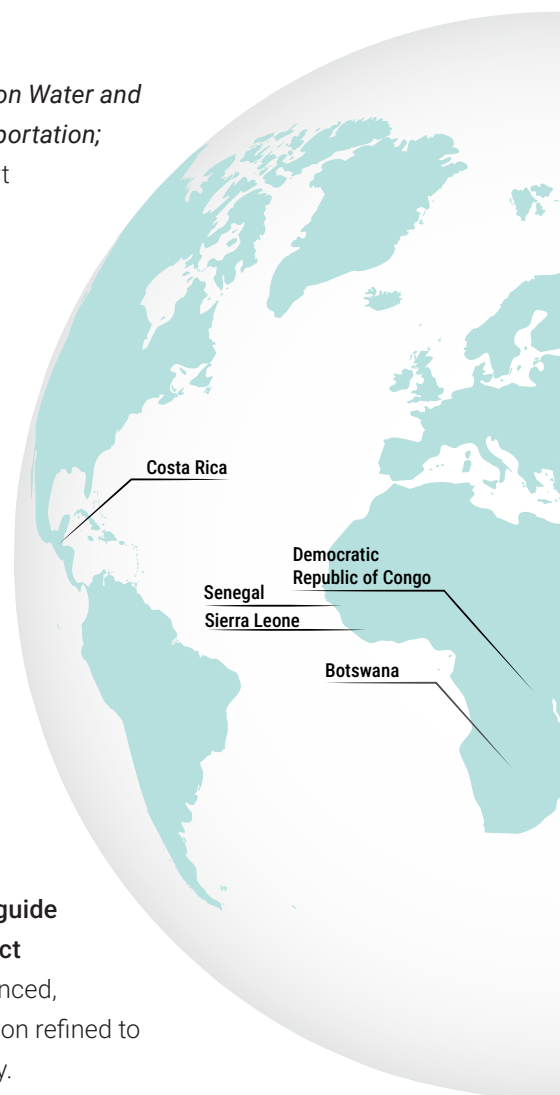 on Water and
portation;
t
Costa Rica
Democratic
Republic of Congo
Senegal
Sierra Leone
Botswana
guide
ct
nced,
on refined to
y.